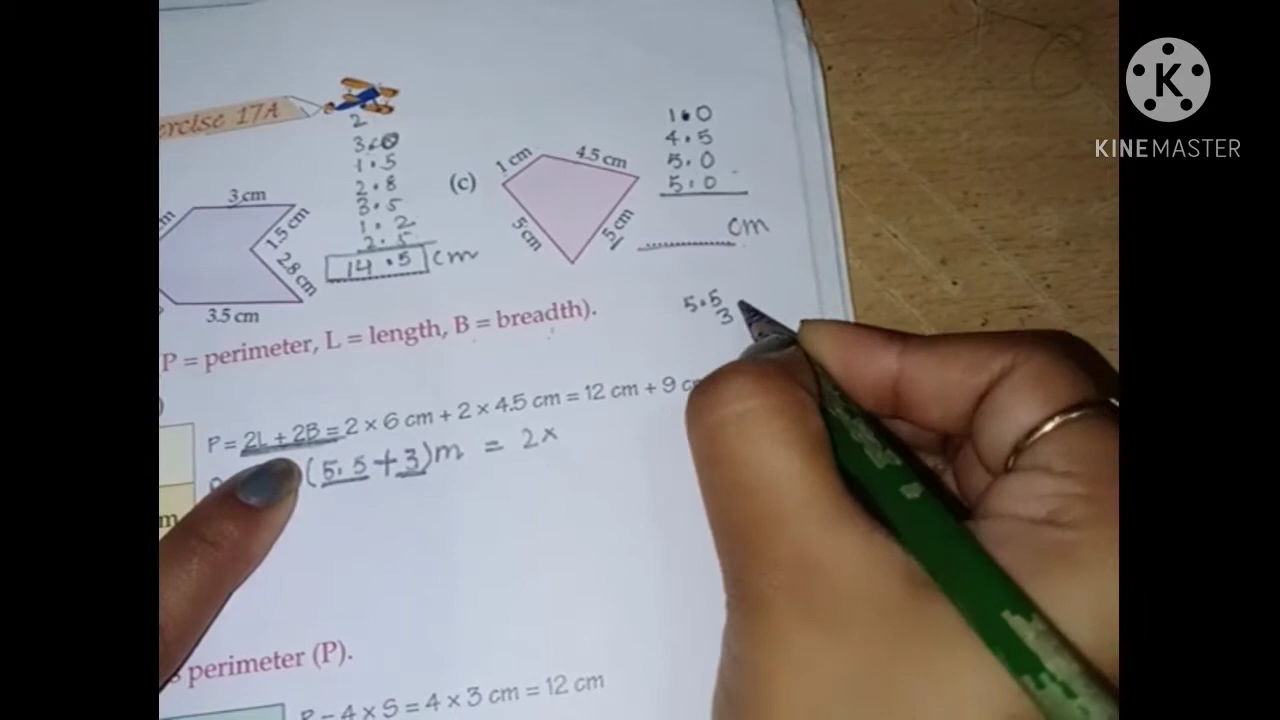 ercise 17A
2
3.0
1.5
2.8
3.5
1.2
2.5
14.5 cm
3 cm
1.5 cm
2.8 cm
3.5 cm
(c)
1 cm
4.5 cm
5 cm
5 cm
1.0
4.5
5.0
5.0
cm
P = perimeter, L = length, B = breadth).
5.5
3
P = 2L + 2B = 2 × 6 cm + 2 × 4.5 cm = 12 cm + 9
(5.5 + 3)m = 2×
m
perimeter (P).
P = 4 × S = 4 × 3 cm = 12 cm
K
KINEMASTER